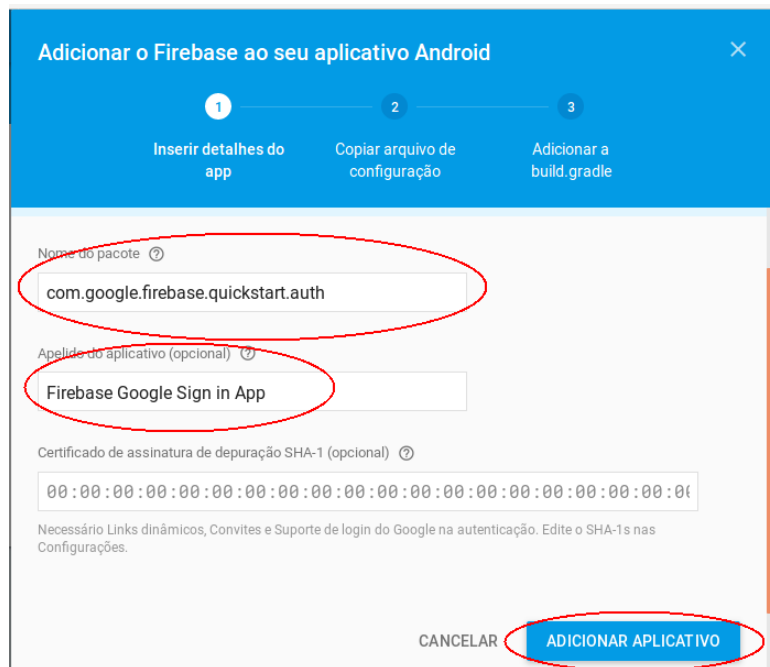 Adicionar o Firebase ao seu aplicativo Android
1
2
3
Inserir detalhes do
app
Copiar arquivo de
configuração
Adicionar a
build.gradle
Nome do pacote
com.google.firebase.quickstart.auth
Apelido do aplicativo (opcional)
Firebase Google Sign in App
Certificado de assinatura de depuração SHA-1 (opcional)
00:00:00:00:00:00:00:00:00:00:00:00:00:00:00:00:00:00:0
Necessário Links dinâmicos, Convites e Suporte de login do Google na autenticação. Edite o SHA-1s nas
Configurações.
CANCELAR
ADICIONAR APLICATIVO